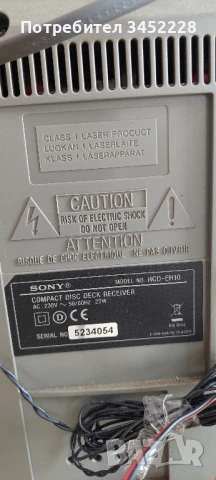 Потребител 3452228
CLASS 1 LASER PRODUCT
LUOKAN 1 LASERLAITE
KLASS 1 LASERAPPARAT
CAUTION
RISK OF ELECTRIC SHOCK
DO NOT OPEN
ATTENTION
RISQUE DE CHOC ELECTRIQUE NE PAS OUVRIR
SONY®
MODEL NO. HCD-EH10
COMPACT DISC DECK RECEIVER
AC: 230V ~ 50/60HZ 27W
SERIAL NO. 5234054
bazar